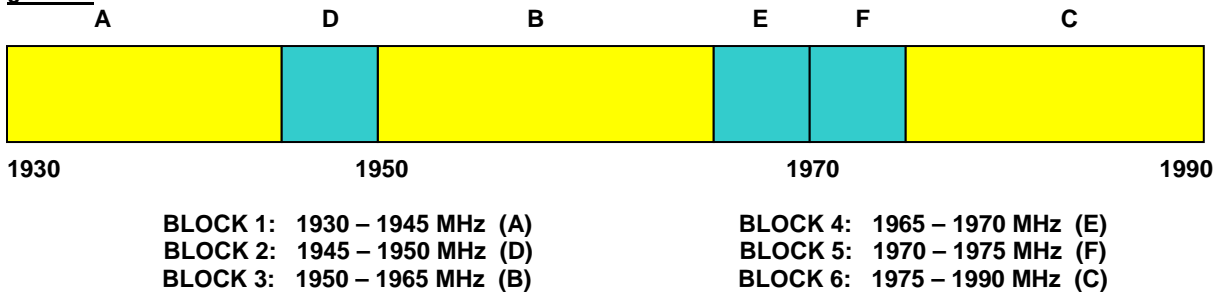 A D B E F C
1930 1950 1970 1990
BLOCK 1: 1930 – 1945 MHz (A) BLOCK 4: 1965 – 1970 MHz (E)
BLOCK 2: 1945 – 1950 MHz (D) BLOCK 5: 1970 – 1975 MHz (F)
BLOCK 3: 1950 – 1965 MHz (B) BLOCK 6: 1975 – 1990 MHz (C)